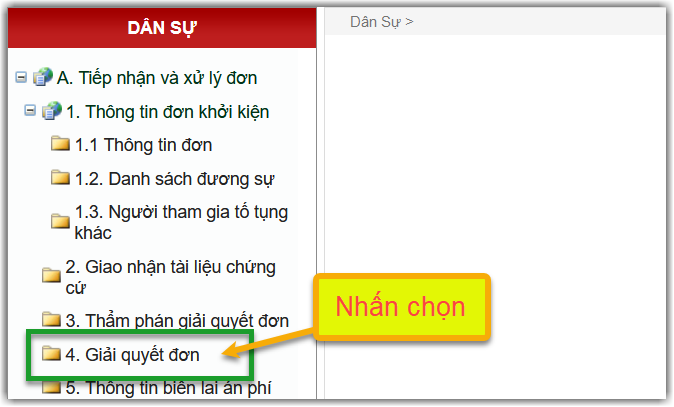 DÂN SỰ
Dân Sự >
A. Tiếp nhận và xử lý đơn
1. Thông tin đơn khởi kiện
1.1 Thông tin đơn
1.2. Danh sách đương sự
1.3. Người tham gia tố tụng
khác
2. Giao nhận tài liệu chứng
cứ
3. Thẩm phán giải quyết đơn
4. Giải quyết đơn
5. Thông tin biên lai án phí
Nhấn chọn